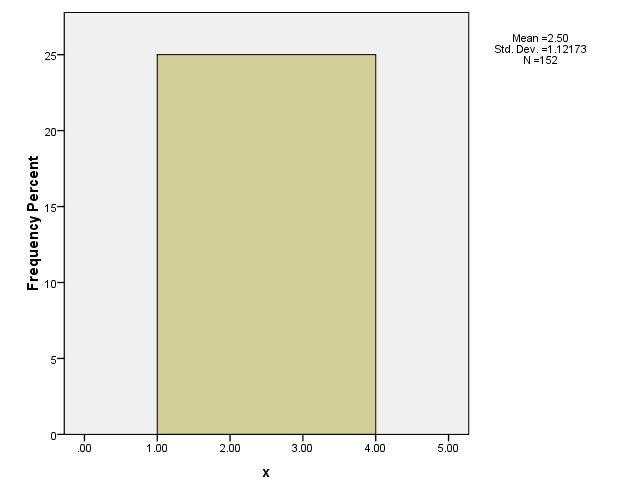 Mean =2.50
Std. Dev. =1.12173
N =152
Frequency Percent
25
20
15
10
5
0
.00 1.00 2.00 3.00 4.00 5.00
x